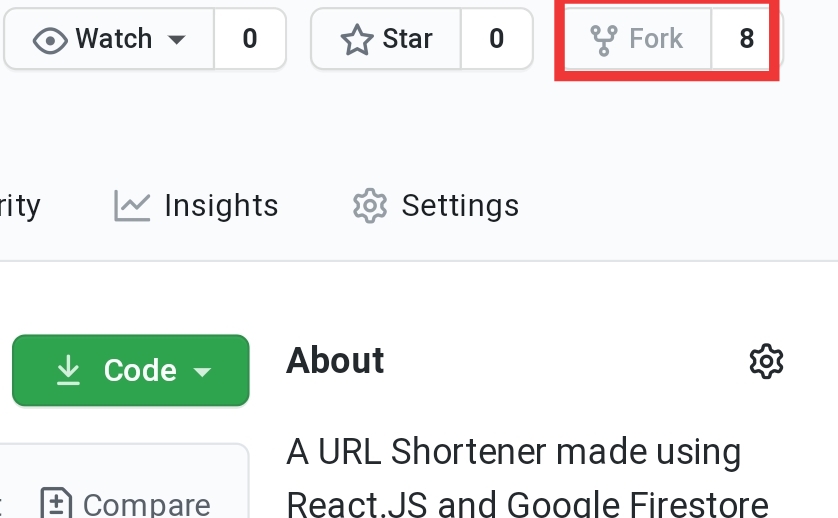 Watch 0 Star 0 Fork 8
rity Insights Settings
Code About
A URL Shortener made using
Compare React.JS and Google Firestore